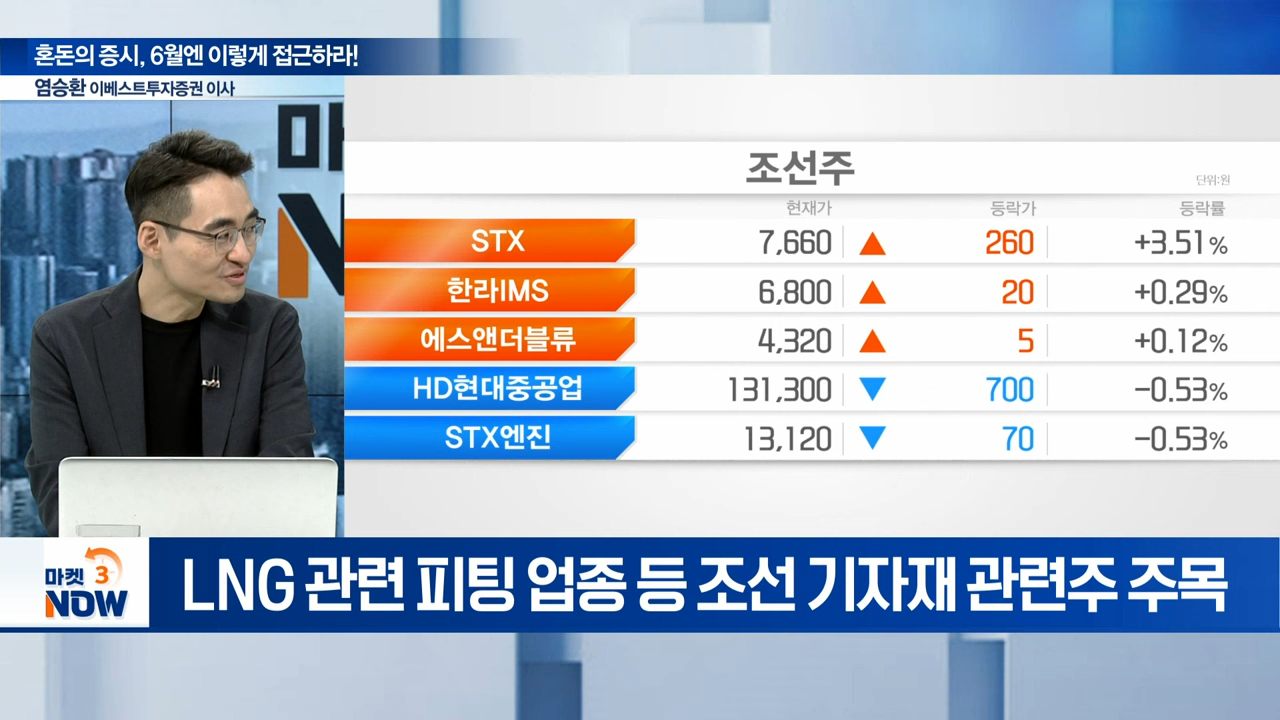 혼돈의 증시, 6월엔 이렇게 접근하라!
염승환 이베스트투자증권 이사
조선주
단위:원
현재가 등락가 등락률
STX 7,660 ▲ 260 +3.51%
한라IMS 6,800 ▲ 20 +0.29%
에스앤더블류 4,320 ▲ 5 +0.12%
HD현대중공업 131,300 ▼ 700 -0.53%
STX엔진 13,120 ▼ 70 -0.53%
마켓 3
NOW
LNG 관련 피팅 업종 등 조선 기자재 관련주 주목